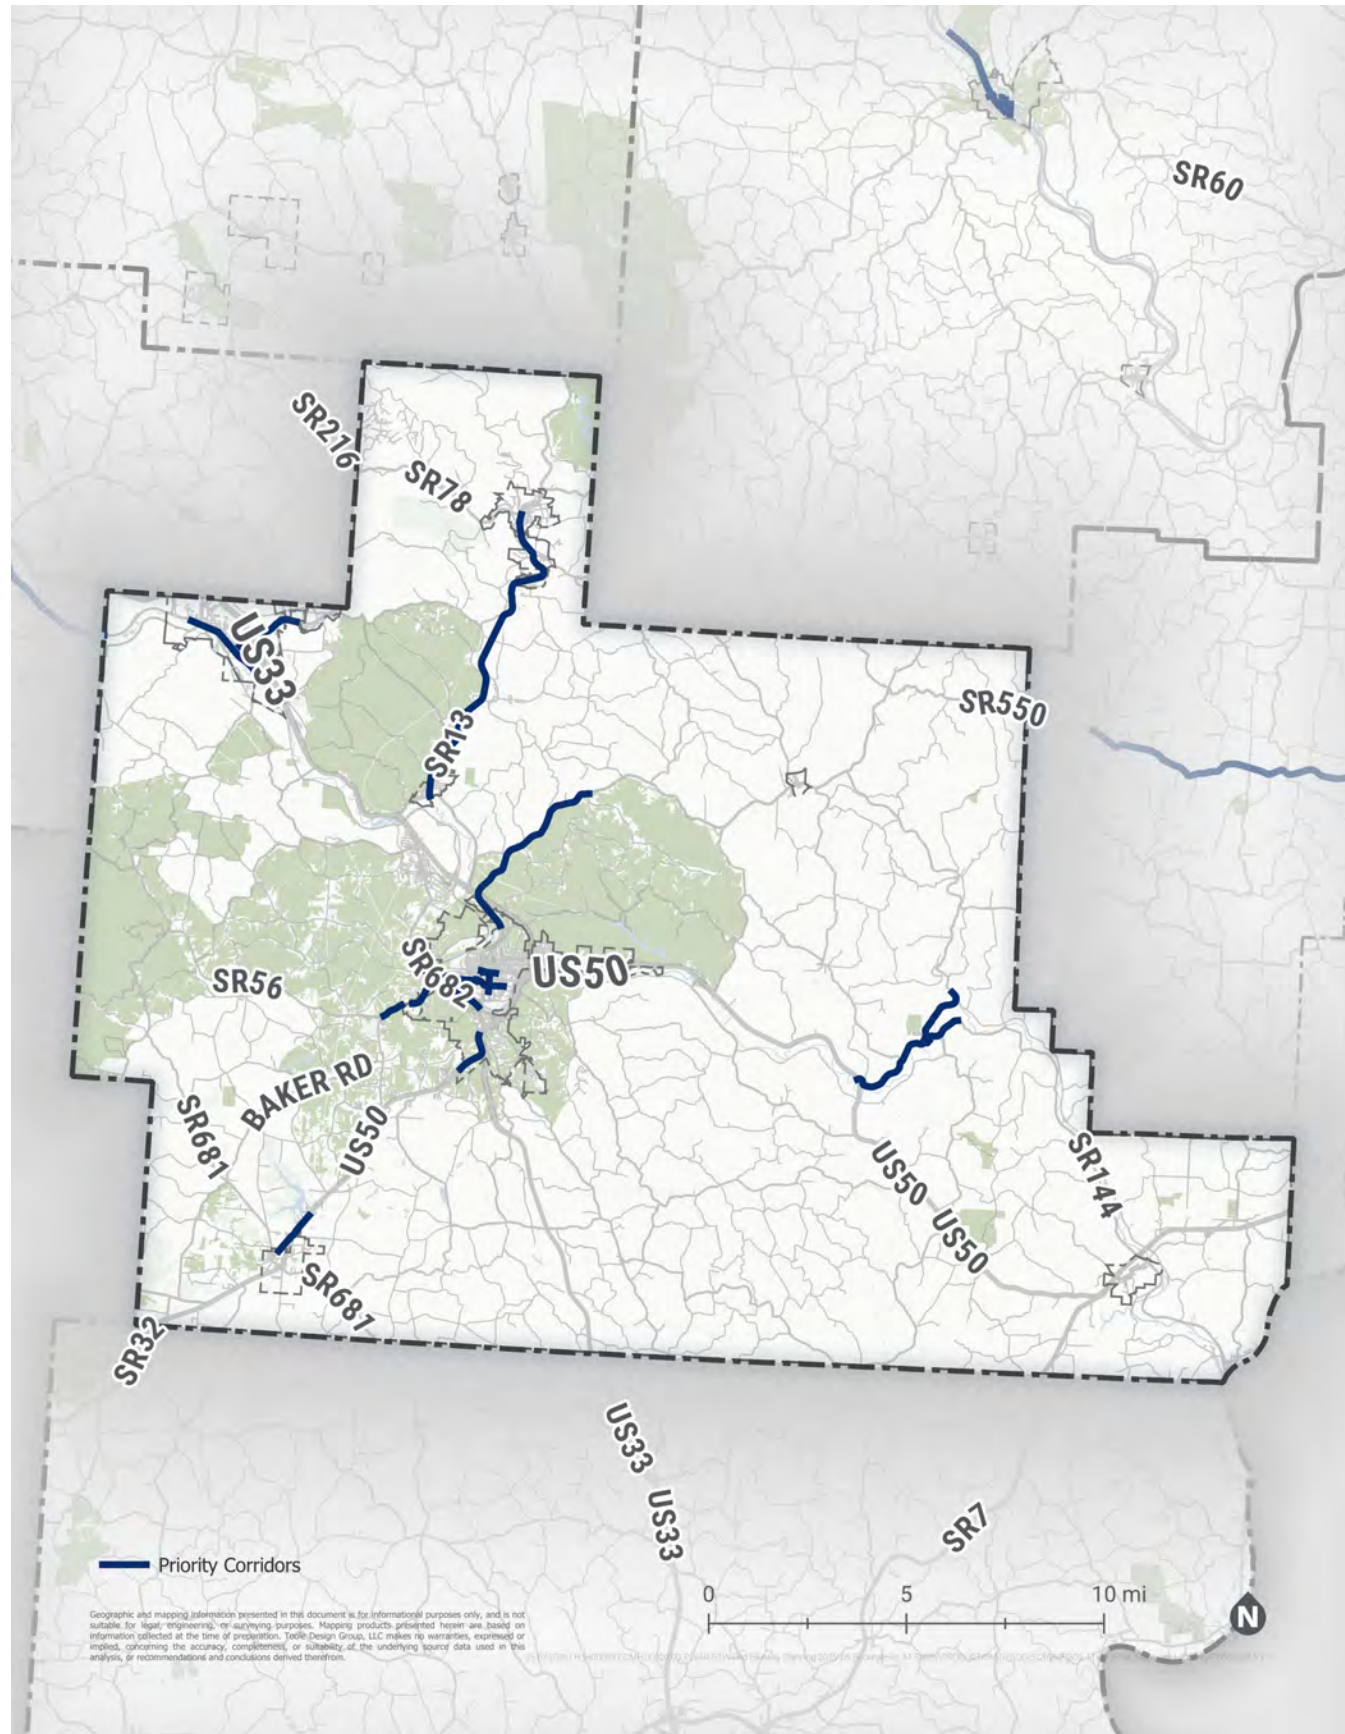 SR60
SR216
SR78
US33
SR550
SR13
SR682
US50
SR56
BAKER RD
SR681
US50
SR144
US50
US50
SR681
SR32
US33
US33
SR7
Priority Corridors
0 5 10 mi
N
Geographic and mapping information presented in this document is for informational purposes only, and is not
suitable for legal, engineering, or surveying purposes. Mapping products presented herein are based on
information collected at the time of preparation. Toole Design Group, LLC makes no warranties, expressed or
implied, concerning the accuracy, completeness, or suitability of the underlying source data used in this
analysis, or recommendations and conclusions derived therefrom.